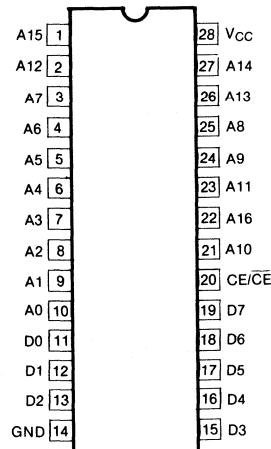 A15 1 28 VCC
A12 2 27 A14
A7 3 26 A13
A6 4 25 A8
A5 5 24 A9
A4 6 23 A11
A3 7 22 A16
A2 8 21 A10
A1 9 20 CE/C̅E̅
A0 10 19 D7
D0 11 18 D6
D1 12 17 D5
D2 13 16 D4
GND 14 15 D3